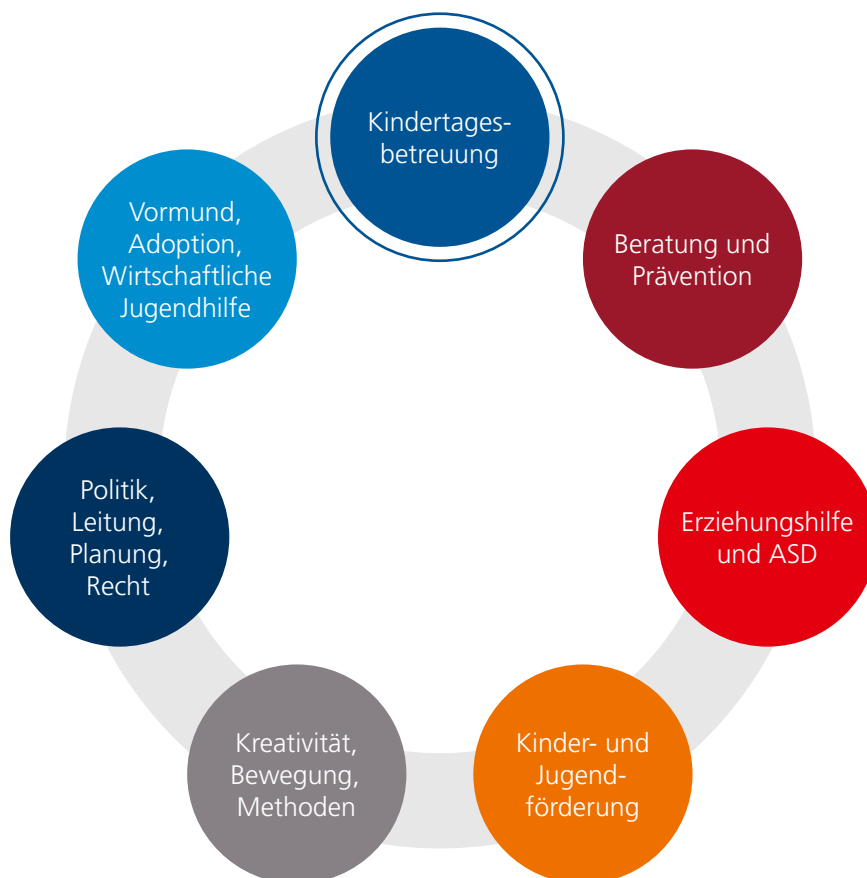 Kindertages-
betreuung
Beratung und
Prävention
Erziehungshilfe
und ASD
Kinder- und
Jugend-
förderung
Kreativität,
Bewegung,
Methoden
Politik,
Leitung,
Planung,
Recht
Vormund,
Adoption,
Wirtschaftliche
Jugendhilfe